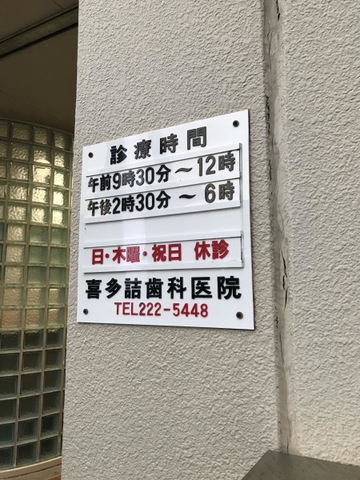 診療時間
午前9時30分～12時
午後2時30分～6時
日・木曜・祝日 休診
喜多詰歯科医院
TEL222-5448